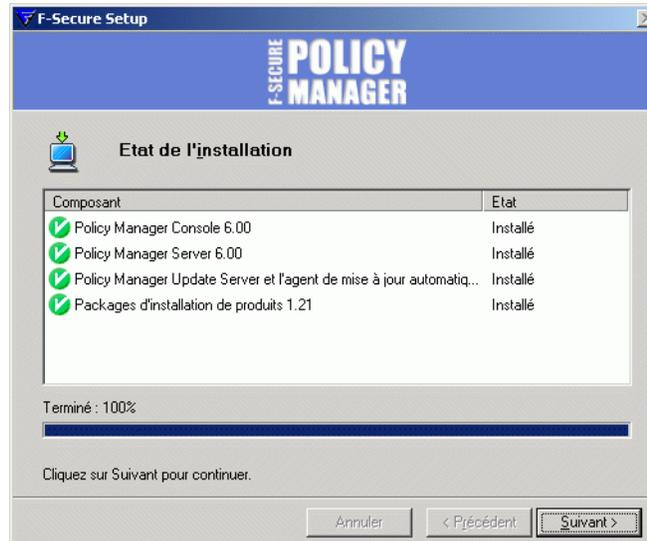 F-Secure Setup
F-SECURE
POLICY
MANAGER
Etat de l'installation
Composant Etat
Policy Manager Console 6.00 Installé
Policy Manager Server 6.00 Installé
Policy Manager Update Server et l'agent de mise à jour automatiq... Installé
Packages d'installation de produits 1.21 Installé
Terminé : 100%
Cliquez sur Suivant pour continuer.
Annuler < Précédent Suivant >